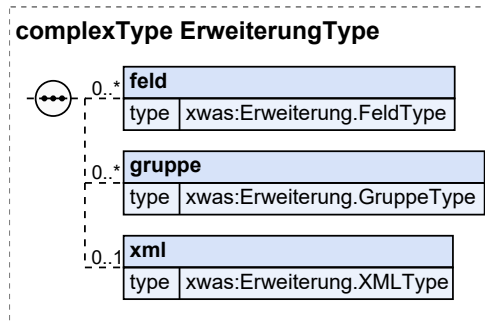 complexType ErweiterungType
0..* feld
type xwas:Erweiterung.FeldType
0..* gruppe
type xwas:Erweiterung.GruppeType
0..1 xml
type xwas:Erweiterung.XMLType